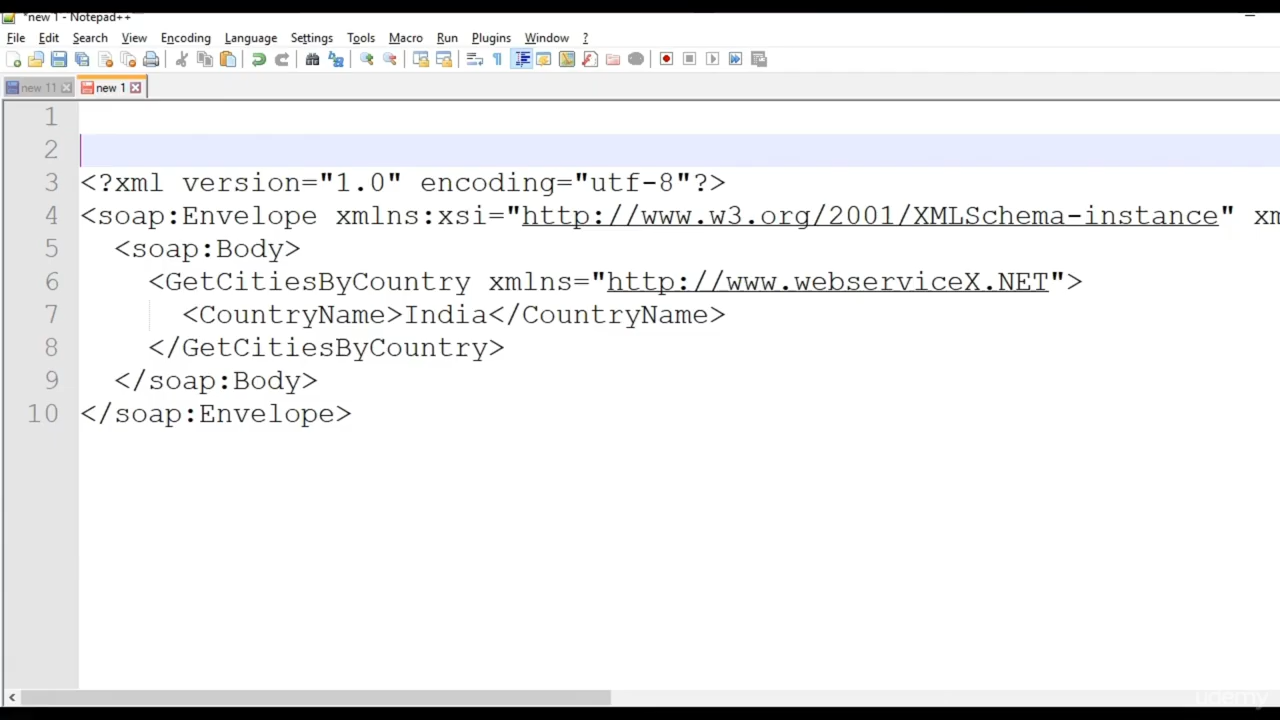 *new 1 - Notepad++
File Edit Search View Encoding Language Settings Tools Macro Run Plugins Window ?
new 11 new 1
1
2
3 <?xml version="1.0" encoding="utf-8"?>
4 <soap:Envelope xmlns:xsi="http://www.w3.org/2001/XMLSchema-instance" xm
5 <soap:Body>
6 <GetCitiesByCountry xmlns="http://www.webserviceX.NET">
7 <CountryName>India</CountryName>
8 </GetCitiesByCountry>
9 </soap:Body>
10 </soap:Envelope>
udemy